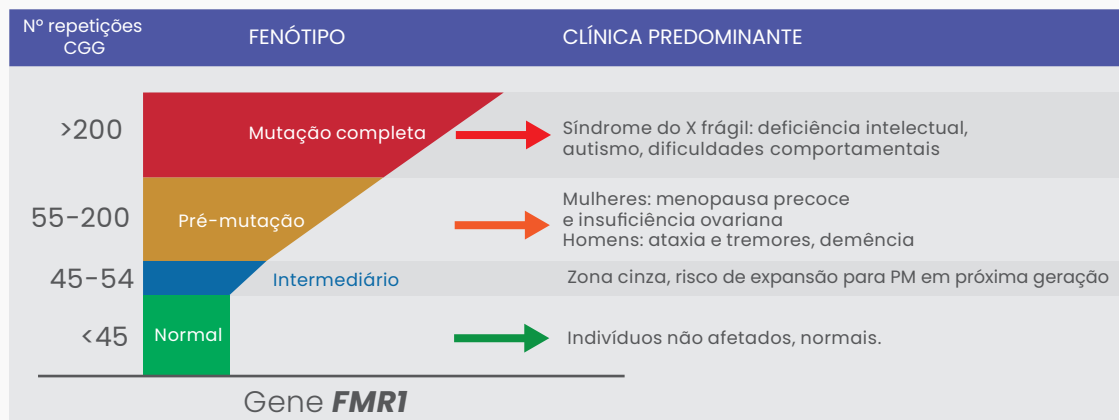 Nº repetições
CGG
FENÓTIPO
CLÍNICA PREDOMINANTE
>200
Mutação completa
Síndrome do X frágil: deficiência intelectual,
autismo, dificuldades comportamentais
55-200
Pré-mutação
Mulheres: menopausa precoce
e insuficiência ovariana
Homens: ataxia e tremores, demência
45-54
Intermediário
Zona cinza, risco de expansão para PM em próxima geração
<45
Normal
Indivíduos não afetados, normais.
Gene FMR1